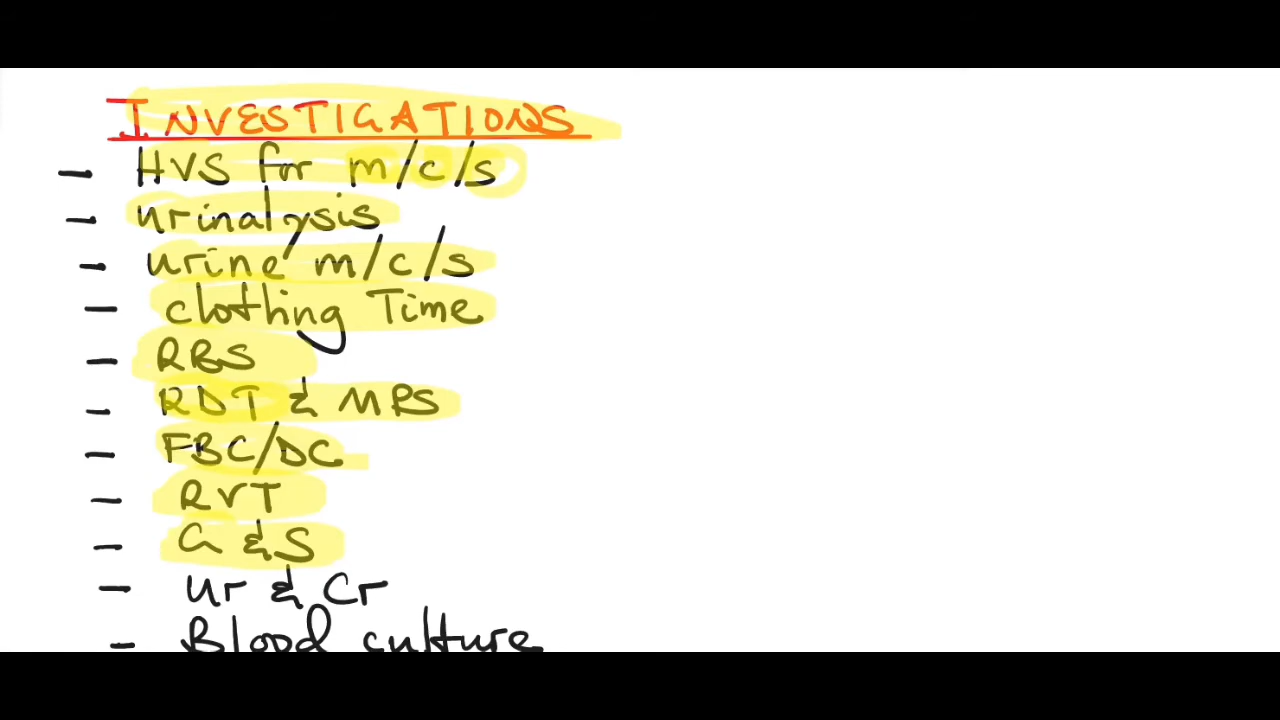 INVESTIGATIONS
- HVS for m/c/s
- urinalysis
- urine m/c/s
- clothing Time
- RBS
- RDT & MPS
- FBC/DC
- RVT
- G & S
- Ur & Cr
- Blood culture